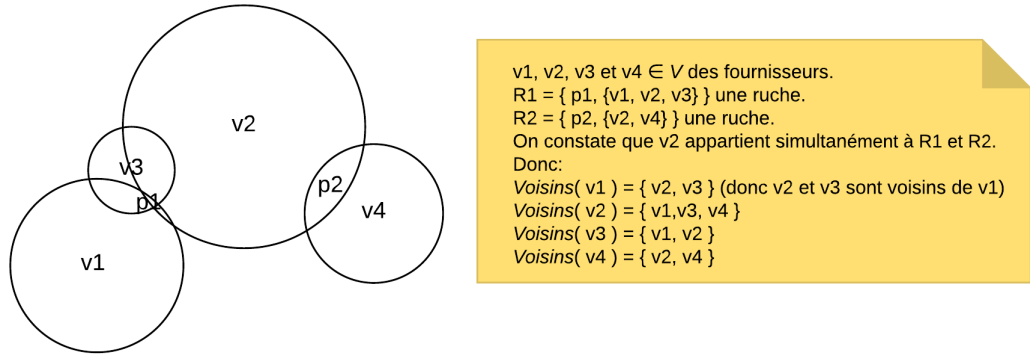 v2
v3
p2
p1
v4
v1
v1, v2, v3 et v4 ∈ V des fournisseurs.
R1 = { p1, {v1, v2, v3} } une ruche.
R2 = { p2, {v2, v4} } une ruche.
On constate que v2 appartient simultanément à R1 et R2.
Donc:
Voisins( v1 ) = { v2, v3 } (donc v2 et v3 sont voisins de v1)
Voisins( v2 ) = { v1,v3, v4 }
Voisins( v3 ) = { v1, v2 }
Voisins( v4 ) = { v2, v4 }